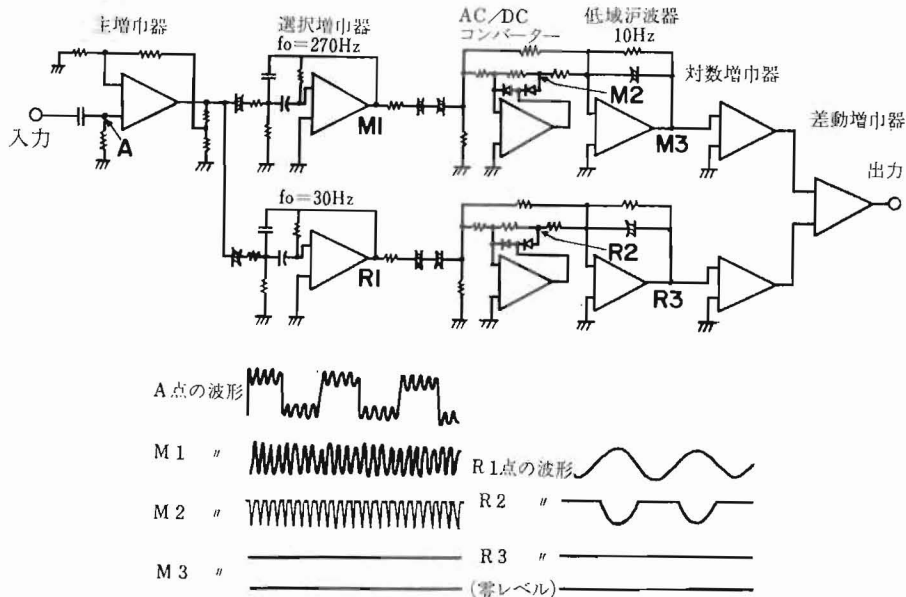 主増巾器
選択増巾器
fo=270Hz
AC/DC
コンバーター
低域沪波器
10Hz
対数増巾器
差動増巾器
入力
A
M1
M2
M3
出力
fo=30Hz
R1
R2
R3
A点の波形
M1 〃
M2 〃
M3 〃
R1点の波形
R2 〃
R3 〃
(零レベル)